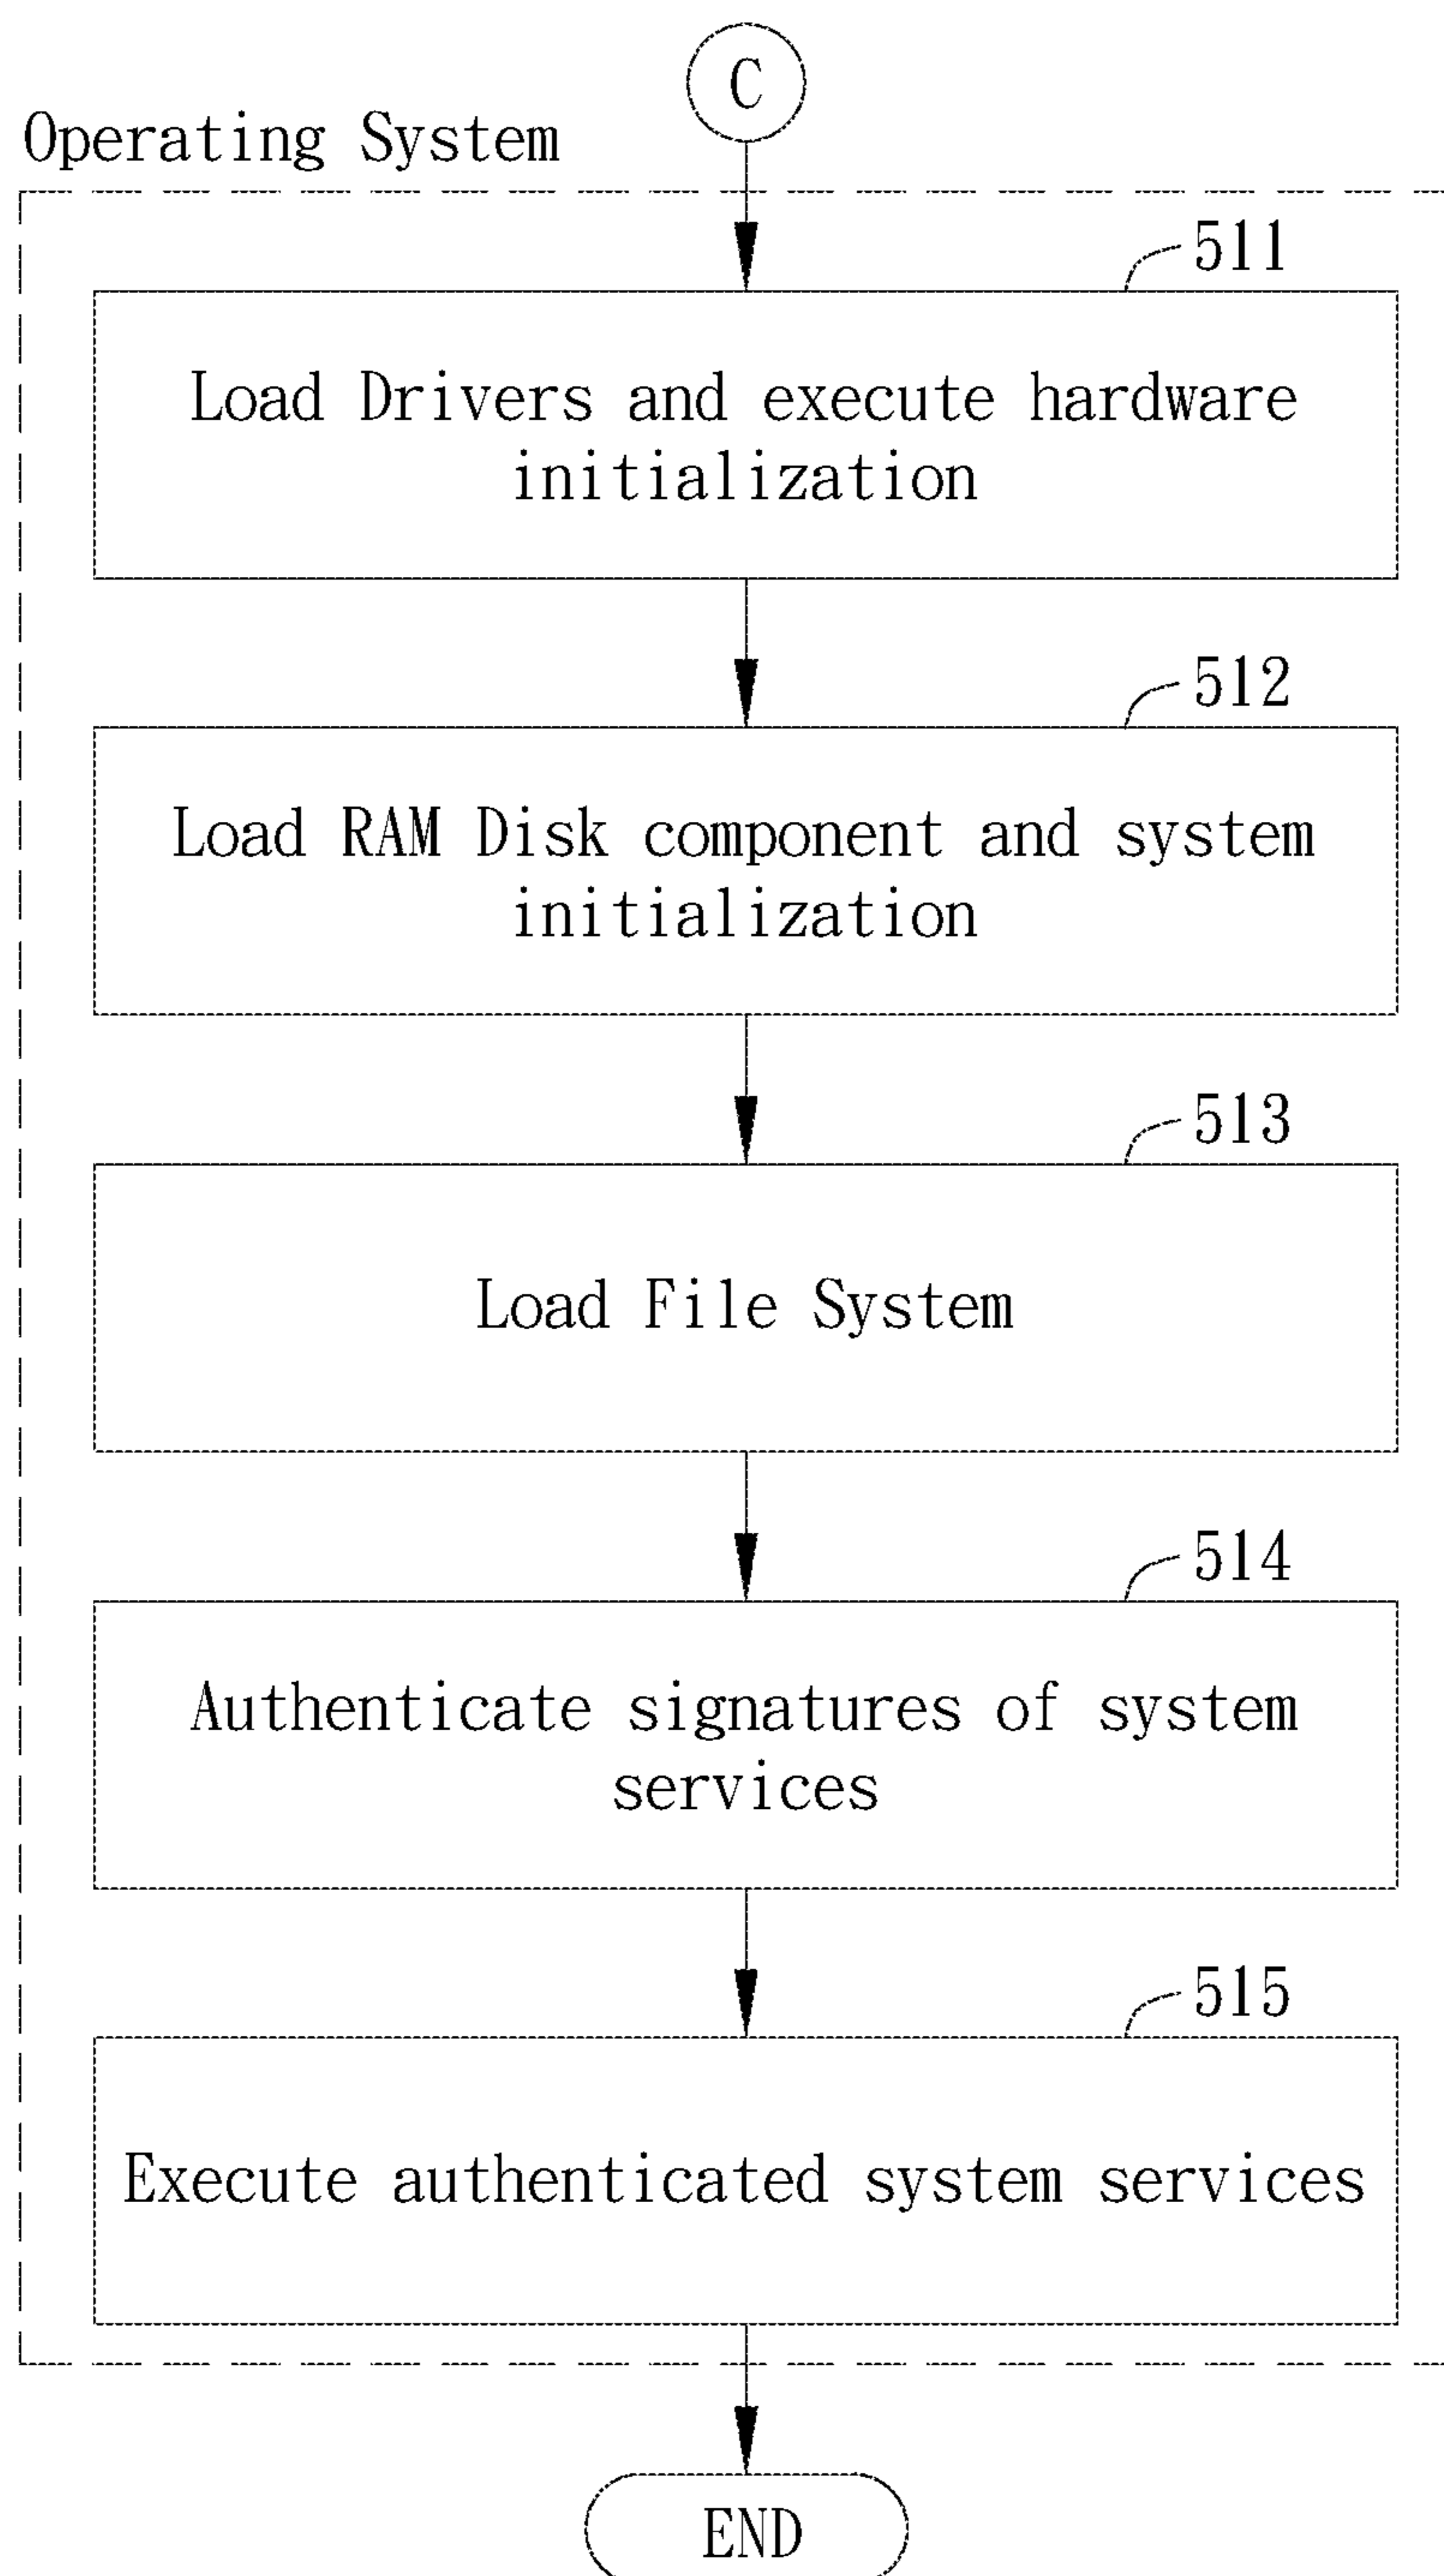 C
Operating System
511
Load Drivers and execute hardware
initialization
512
Load RAM Disk component and system
initialization
513
Load File System
514
Authenticate signatures of system
services
515
Execute authenticated system services
END